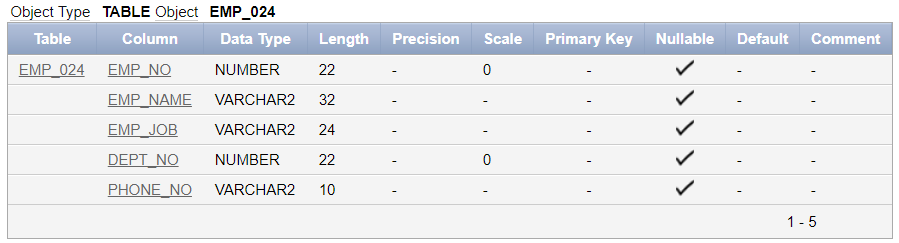 Object Type TABLE Object EMP_024
Table Column Data Type Length Precision Scale Primary Key Nullable Default Comment
EMP_024 EMP_NO NUMBER 22 - 0 - ✓ - -
EMP_NAME VARCHAR2 32 - - - ✓ - -
EMP_JOB VARCHAR2 24 - - - ✓ - -
DEPT_NO NUMBER 22 - 0 - ✓ - -
PHONE_NO VARCHAR2 10 - - - ✓ - -
1 - 5